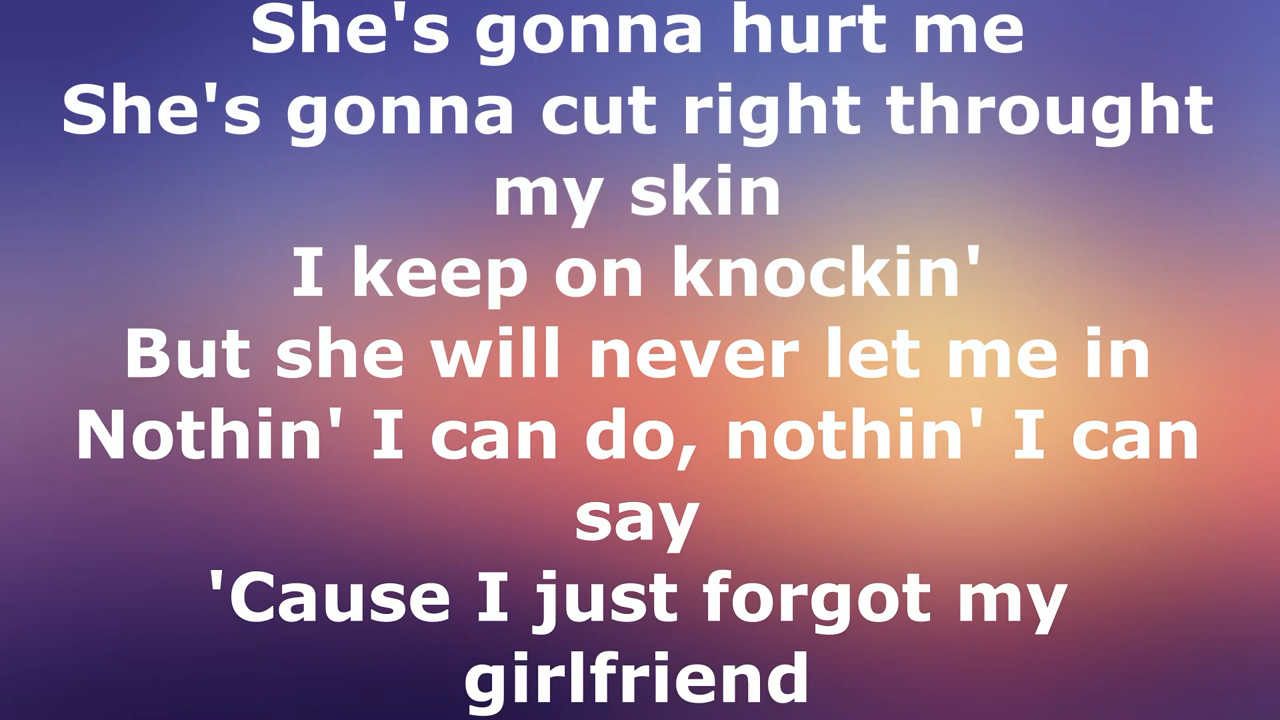 She's gonna hurt me
She's gonna cut right throught
my skin
I keep on knockin'
But she will never let me in
Nothin' I can do, nothin' I can
say
'Cause I just forgot my
girlfriend